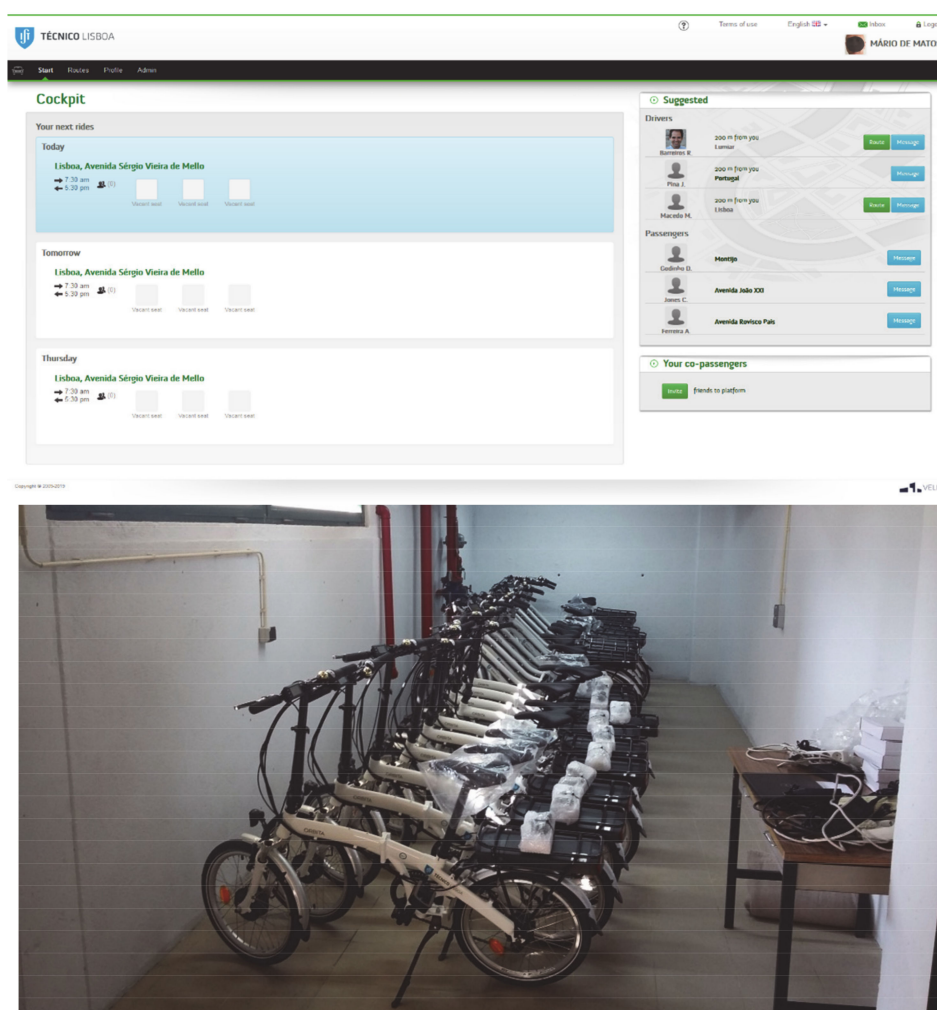 Terms of use English Inbox
TÉCNICO LISBOA
MÁRIO DE MATO
Start Routes Profile Admin
Cockpit
Your next rides
Today
Lisboa, Avenida Sérgio Vieira de Mello
7:30 am
5:30 pm
(0)
Vacant seat Vacant seat Vacant seat
Tomorrow
Lisboa, Avenida Sérgio Vieira de Mello
7:30 am
5:30 pm
(0)
Vacant seat Vacant seat Vacant seat
Thursday
Lisboa, Avenida Sérgio Vieira de Mello
7:30 am
5:30 pm
(0)
Vacant seat Vacant seat Vacant seat
Suggested
Drivers
200 m from you
Lumiar
Barreiros R.
Route Message
200 m from you
Portugal
Pina J.
Message
200 m from you
Lisboa
Macedo M.
Route Message
Passengers
Montijo
Godinho D.
Message
Avenida João XXI
James C.
Message
Avenida Rovisco Pais
Ferreira A.
Message
Your co-passengers
Invite friends to platform
TÉCNICO